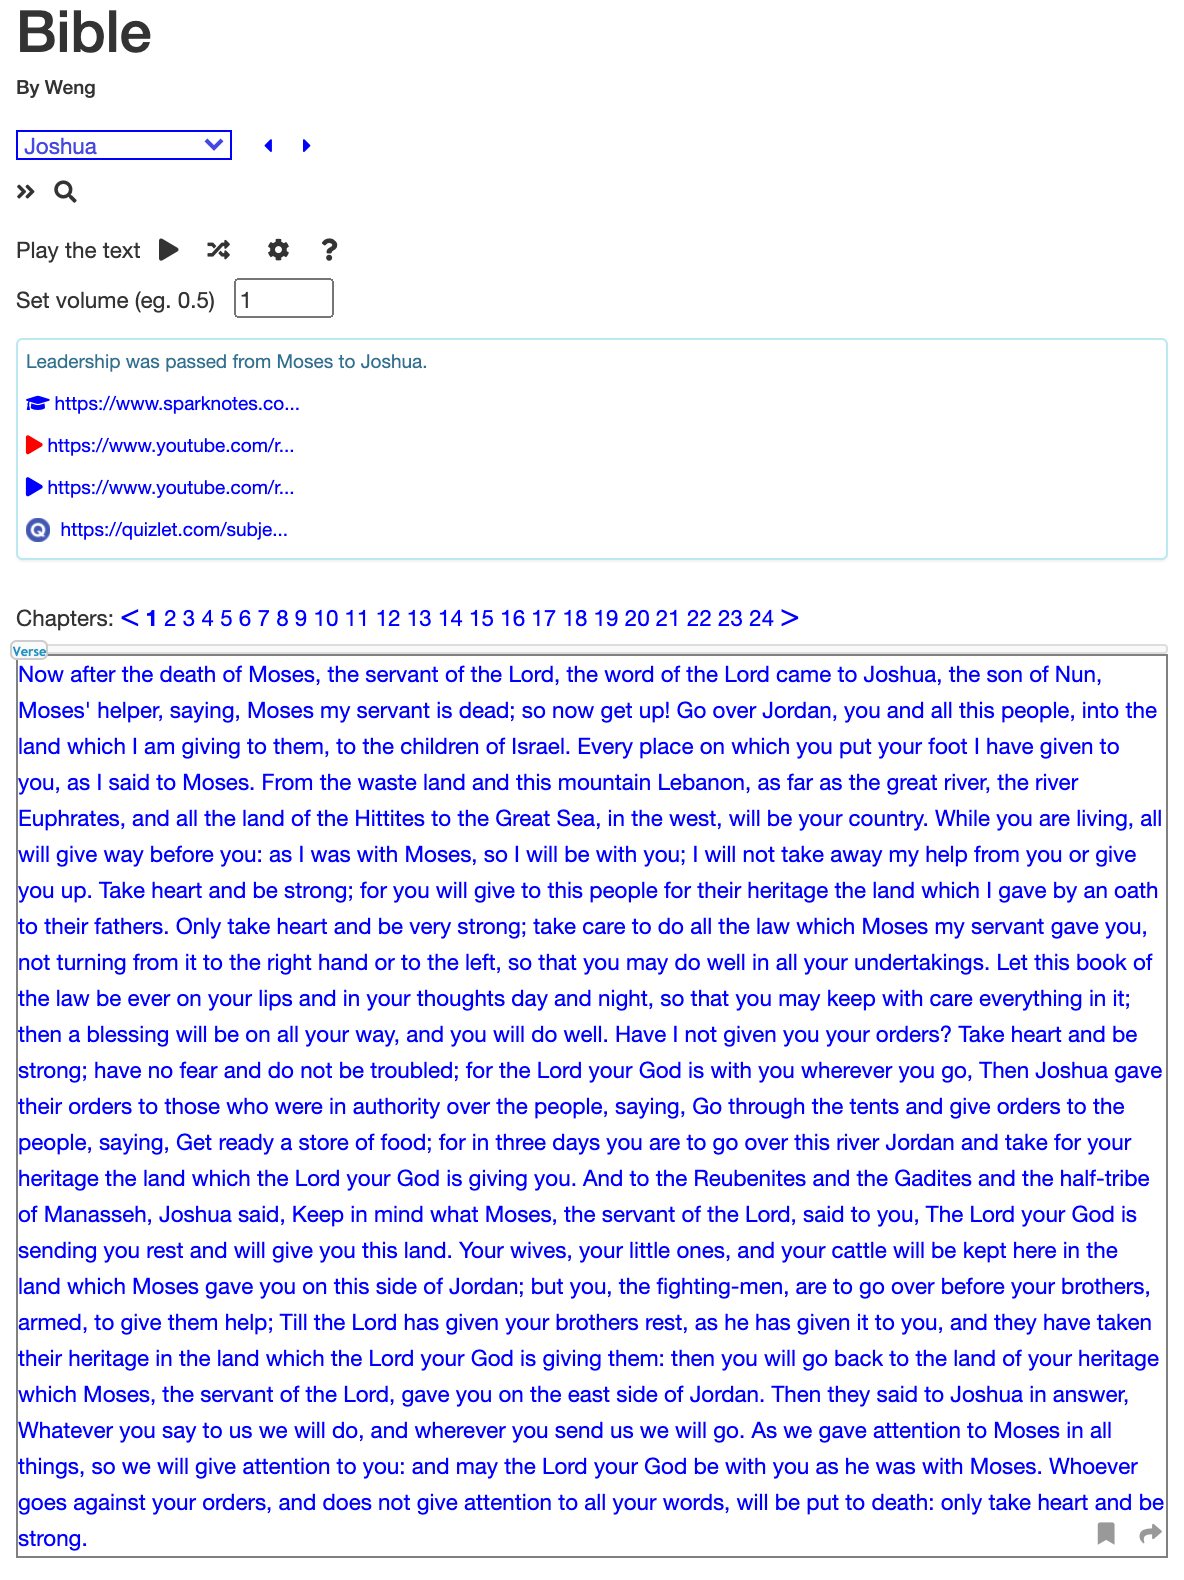 Bible
By Weng
Joshua
Play the text
Set volume (eg. 0.5) 1
Leadership was passed from Moses to Joshua.
https://www.sparknotes.co...
https://www.youtube.com/r...
https://www.youtube.com/r...
Q https://quizlet.com/subje...
Chapters: < 1 2 3 4 5 6 7 8 9 10 11 12 13 14 15 16 17 18 19 20 21 22 23 24 >
Verse
Now after the death of Moses, the servant of the Lord, the word of the Lord came to Joshua, the son of Nun,
Moses' helper, saying, Moses my servant is dead; so now get up! Go over Jordan, you and all this people, into the
land which I am giving to them, to the children of Israel. Every place on which you put your foot I have given to
you, as I said to Moses. From the waste land and this mountain Lebanon, as far as the great river, the river
Euphrates, and all the land of the Hittites to the Great Sea, in the west, will be your country. While you are living, all
will give way before you: as I was with Moses, so I will be with you; I will not take away my help from you or give
you up. Take heart and be strong; for you will give to this people for their heritage the land which I gave by an oath
to their fathers. Only take heart and be very strong; take care to do all the law which Moses my servant gave you,
not turning from it to the right hand or to the left, so that you may do well in all your undertakings. Let this book of
the law be ever on your lips and in your thoughts day and night, so that you may keep with care everything in it;
then a blessing will be on all your way, and you will do well. Have I not given you your orders? Take heart and be
strong; have no fear and do not be troubled; for the Lord your God is with you wherever you go, Then Joshua gave
their orders to those who were in authority over the people, saying, Go through the tents and give orders to the
people, saying, Get ready a store of food; for in three days you are to go over this river Jordan and take for your
heritage the land which the Lord your God is giving you. And to the Reubenites and the Gadites and the half-tribe
of Manasseh, Joshua said, Keep in mind what Moses, the servant of the Lord, said to you, The Lord your God is
sending you rest and will give you this land. Your wives, your little ones, and your cattle will be kept here in the
land which Moses gave you on this side of Jordan; but you, the fighting-men, are to go over before your brothers,
armed, to give them help; Till the Lord has given your brothers rest, as he has given it to you, and they have taken
their heritage in the land which the Lord your God is giving them: then you will go back to the land of your heritage
which Moses, the servant of the Lord, gave you on the east side of Jordan. Then they said to Joshua in answer,
Whatever you say to us we will do, and wherever you send us we will go. As we gave attention to Moses in all
things, so we will give attention to you: and may the Lord your God be with you as he was with Moses. Whoever
goes against your orders, and does not give attention to all your words, will be put to death: only take heart and be
strong.